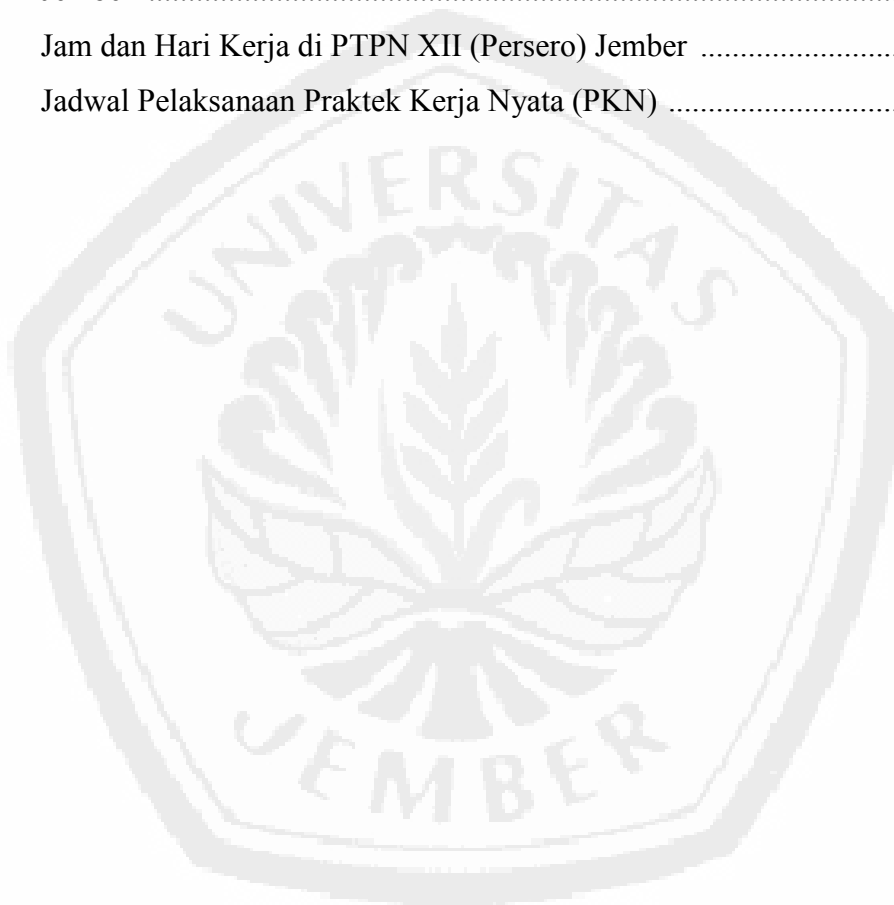 Jam dan Hari Kerja di PTPN XII (Persero) Jember ........................
Jadwal Pelaksanaan Praktek Kerja Nyata (PKN) ............................
UNIVERSITAS
JEMBER